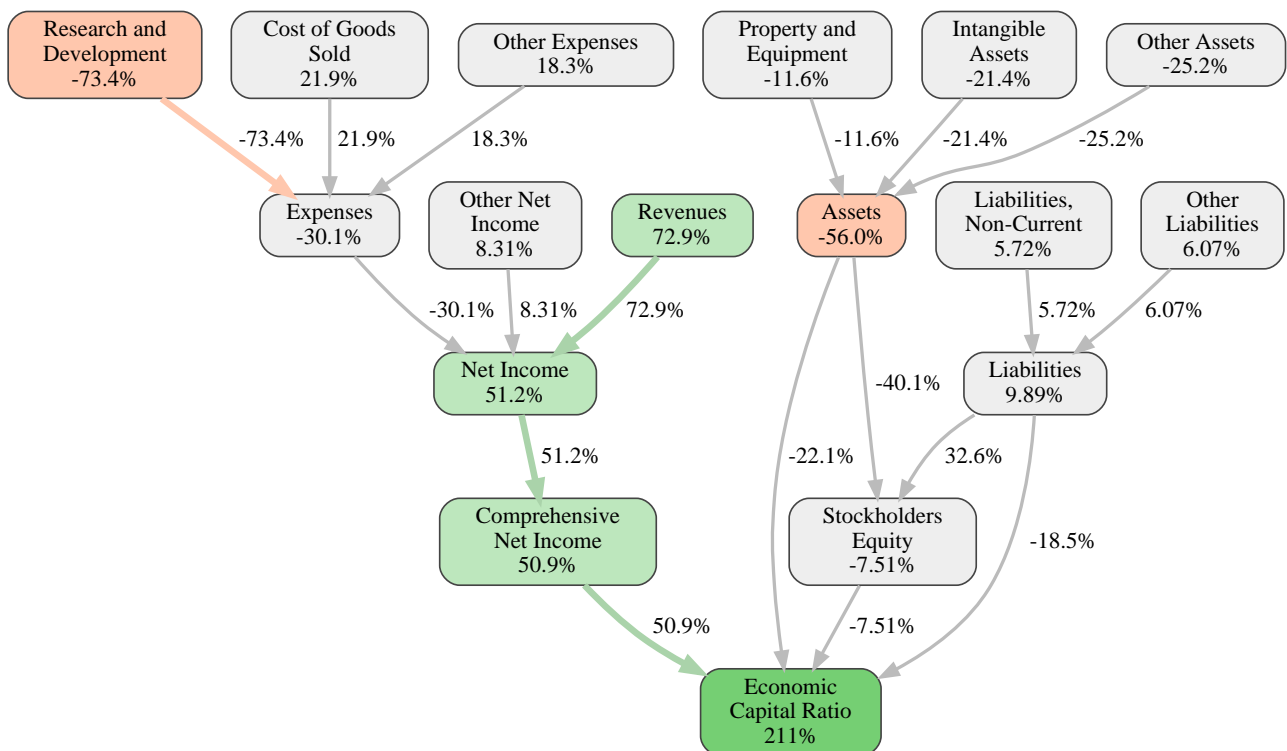 Research and
Development
-73.4%
Cost of Goods
Sold
21.9%
Other Expenses
18.3%
Property and
Equipment
-11.6%
Intangible
Assets
-21.4%
Other Assets
-25.2%
-73.4%
21.9%
18.3%
-11.6%
-21.4%
-25.2%
Expenses
-30.1%
Other Net
Income
8.31%
Revenues
72.9%
Assets
-56.0%
Liabilities,
Non-Current
5.72%
Other
Liabilities
6.07%
-30.1%
8.31%
72.9%
5.72%
6.07%
Net Income
51.2%
-40.1%
Liabilities
9.89%
51.2%
-22.1%
32.6%
Comprehensive
Net Income
50.9%
Stockholders
Equity
-7.51%
-18.5%
50.9%
-7.51%
Economic
Capital Ratio
211%